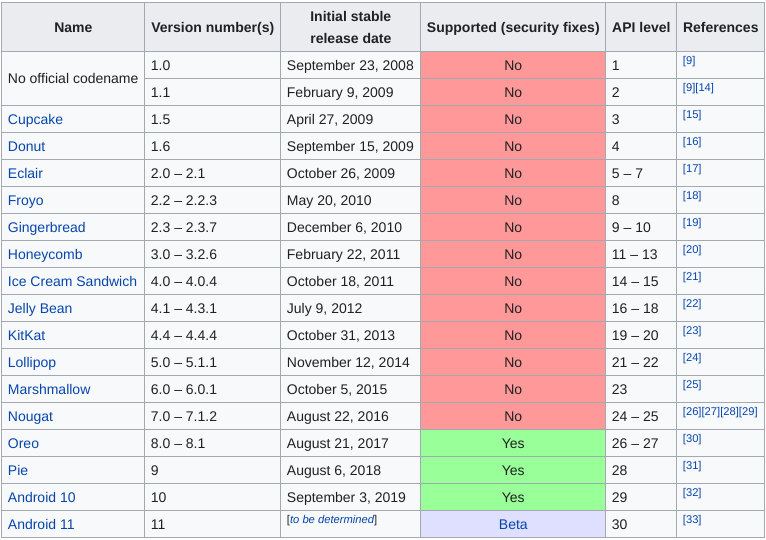 Name Version number(s) Initial stable release date Supported (security fixes) API level References
No official codename 1.0 September 23, 2008 No 1 [9]
1.1 February 9, 2009 No 2 [9][14]
Cupcake 1.5 April 27, 2009 No 3 [15]
Donut 1.6 September 15, 2009 No 4 [16]
Eclair 2.0 – 2.1 October 26, 2009 No 5 – 7 [17]
Froyo 2.2 – 2.2.3 May 20, 2010 No 8 [18]
Gingerbread 2.3 – 2.3.7 December 6, 2010 No 9 – 10 [19]
Honeycomb 3.0 – 3.2.6 February 22, 2011 No 11 – 13 [20]
Ice Cream Sandwich 4.0 – 4.0.4 October 18, 2011 No 14 – 15 [21]
Jelly Bean 4.1 – 4.3.1 July 9, 2012 No 16 – 18 [22]
KitKat 4.4 – 4.4.4 October 31, 2013 No 19 – 20 [23]
Lollipop 5.0 – 5.1.1 November 12, 2014 No 21 – 22 [24]
Marshmallow 6.0 – 6.0.1 October 5, 2015 No 23 [25]
Nougat 7.0 – 7.1.2 August 22, 2016 No 24 – 25 [26][27][28][29]
Oreo 8.0 – 8.1 August 21, 2017 Yes 26 – 27 [30]
Pie 9 August 6, 2018 Yes 28 [31]
Android 10 10 September 3, 2019 Yes 29 [32]
Android 11 11 [to be determined] Beta 30 [33]